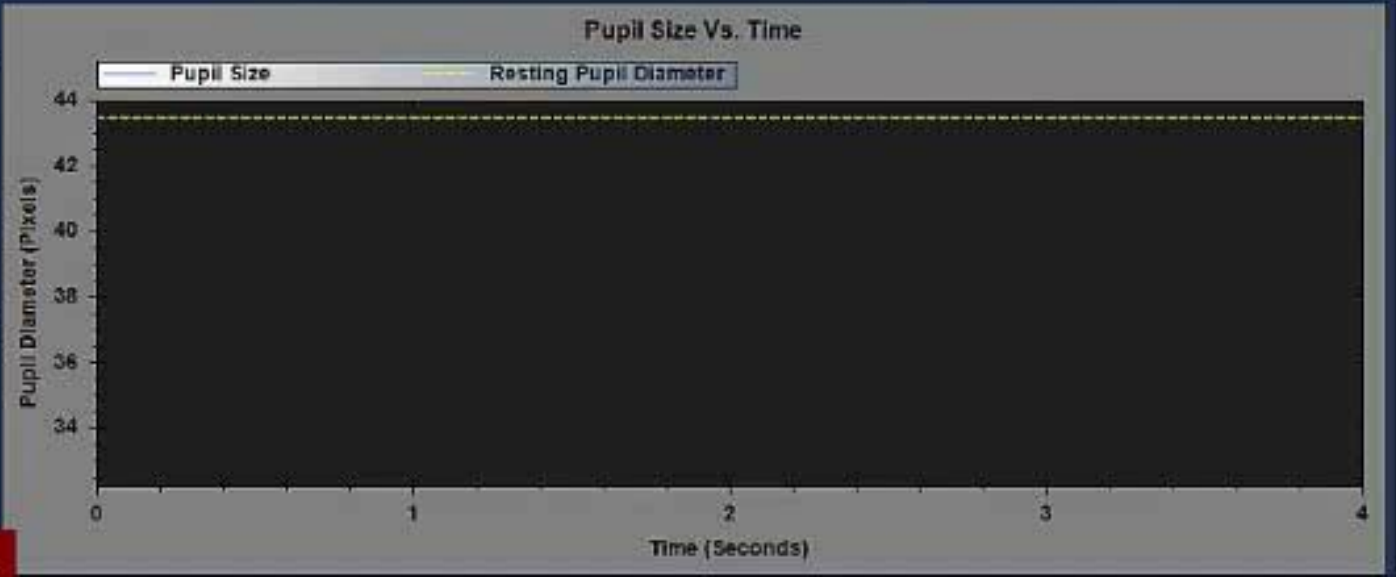 Pupil Size Vs. Time
Pupil Size Resting Pupil Diameter
44
42
40
38
36
34
Pupil Diameter (Pixels)
0 1 2 3 4
Time (Seconds)